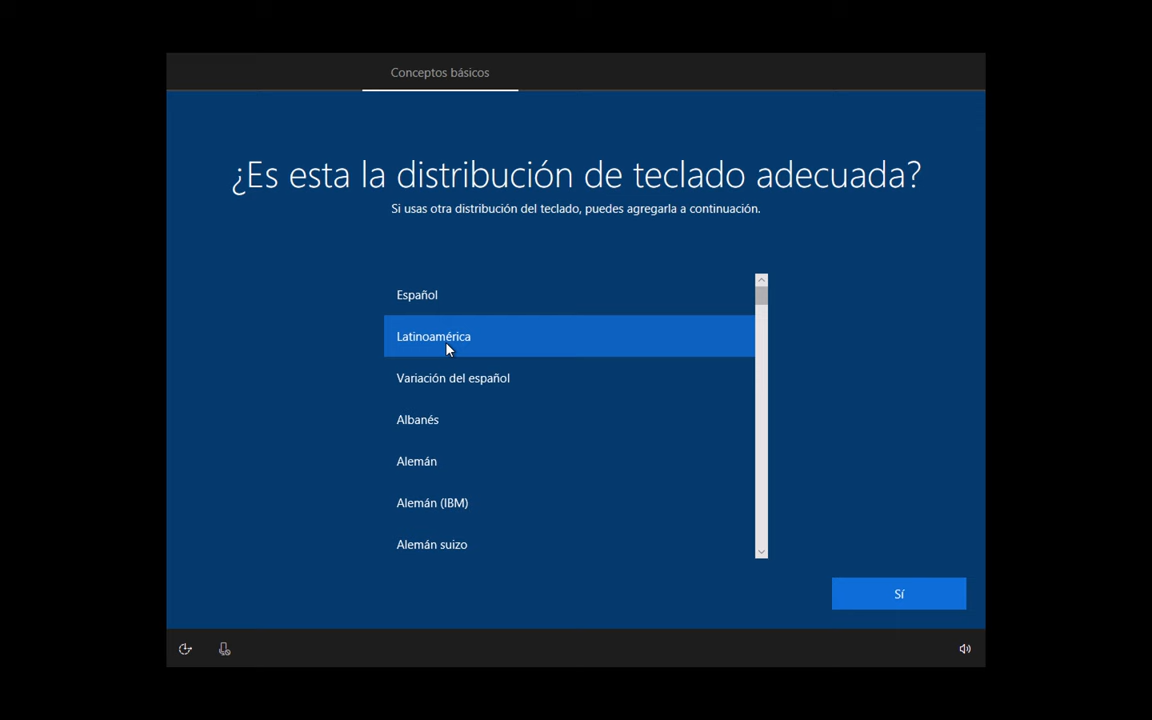 Conceptos básicos
¿Es esta la distribución de teclado adecuada?
Si usas otra distribución del teclado, puedes agregarla a continuación.
Español
Latinoamérica
Variación del español
Albanés
Alemán
Alemán (IBM)
Alemán suizo
Sí